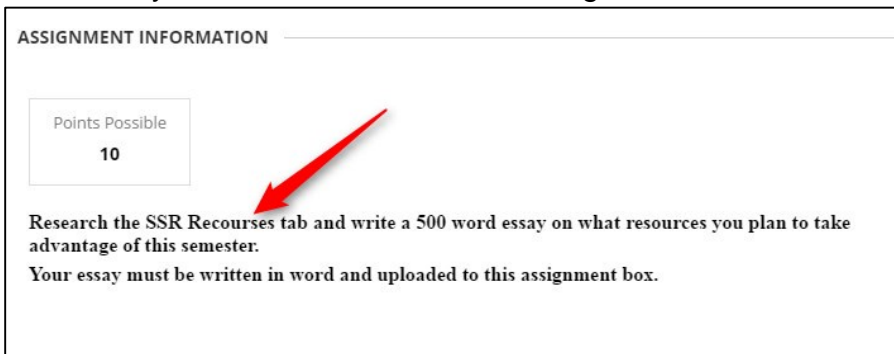 ASSIGNMENT INFORMATION
Points Possible
10
Research the SSR Recourses tab and write a 500 word essay on what resources you plan to take
advantage of this semester.
Your essay must be written in word and uploaded to this assignment box.